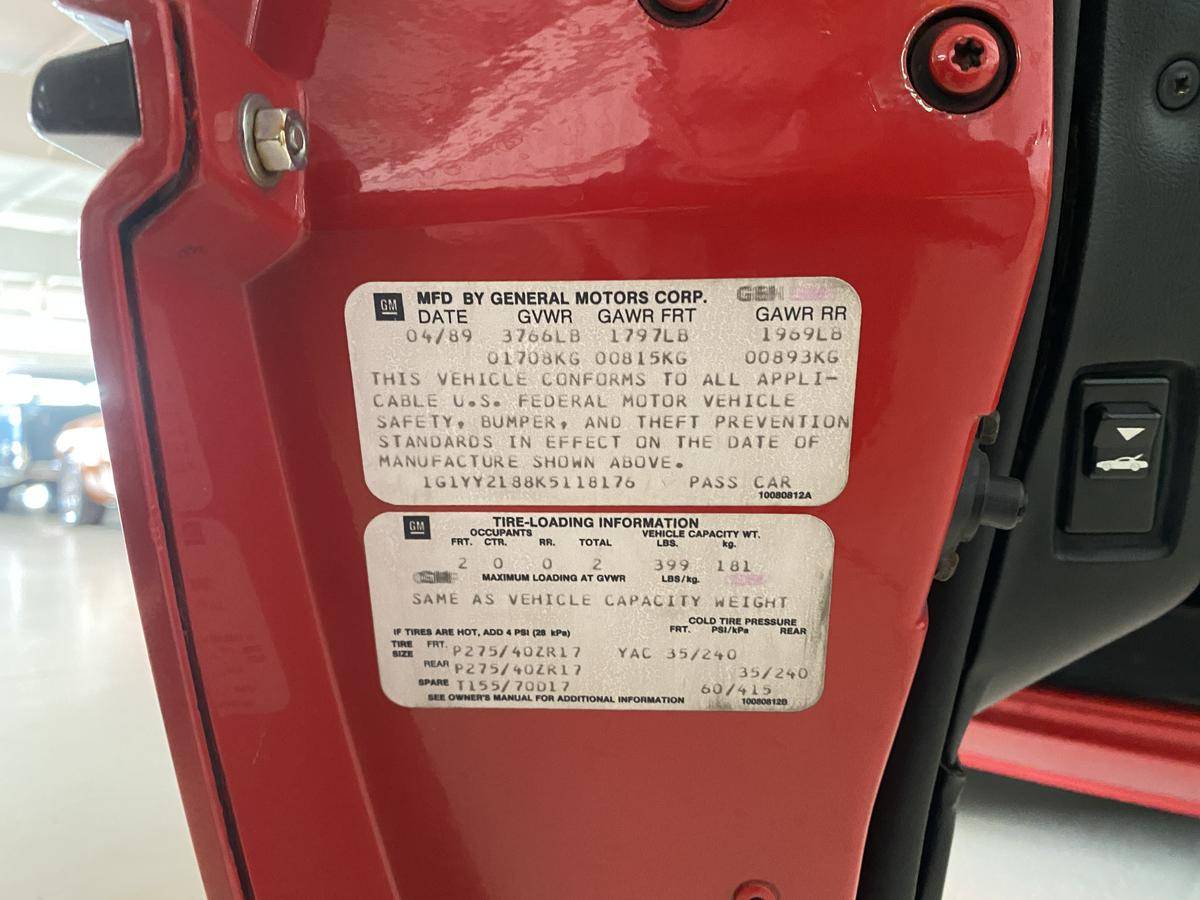 GM MFD BY GENERAL MOTORS CORP. GEN
DATE GVWR GAWR FRT GAWR RR
04/89 3766LB 1797LB 1969LB
01708KG 00815KG 00893KG
THIS VEHICLE CONFORMS TO ALL APPLI-
CABLE U.S. FEDERAL MOTOR VEHICLE
SAFETY, BUMPER, AND THEFT PREVENTION
STANDARDS IN EFFECT ON THE DATE OF
MANUFACTURE SHOWN ABOVE.
1G1YY2188K5118176 PASS CAR
10080812A
GM TIRE-LOADING INFORMATION
OCCUPANTS VEHICLE CAPACITY WT.
FRT. CTR. RR. TOTAL LBS. kg.
2 0 0 2 399 181
MAXIMUM LOADING AT GVWR LBS/kg.
SAME AS VEHICLE CAPACITY WEIGHT
COLD TIRE PRESSURE
IF TIRES ARE HOT, ADD 4 PSI (28 kPa) FRT. PSI/kPa REAR
TIRE SIZE FRT. P275/40ZR17 YAC 35/240
REAR P275/40ZR17 35/240
SPARE T155/70D17 60/415
SEE OWNER'S MANUAL FOR ADDITIONAL INFORMATION 10080812B